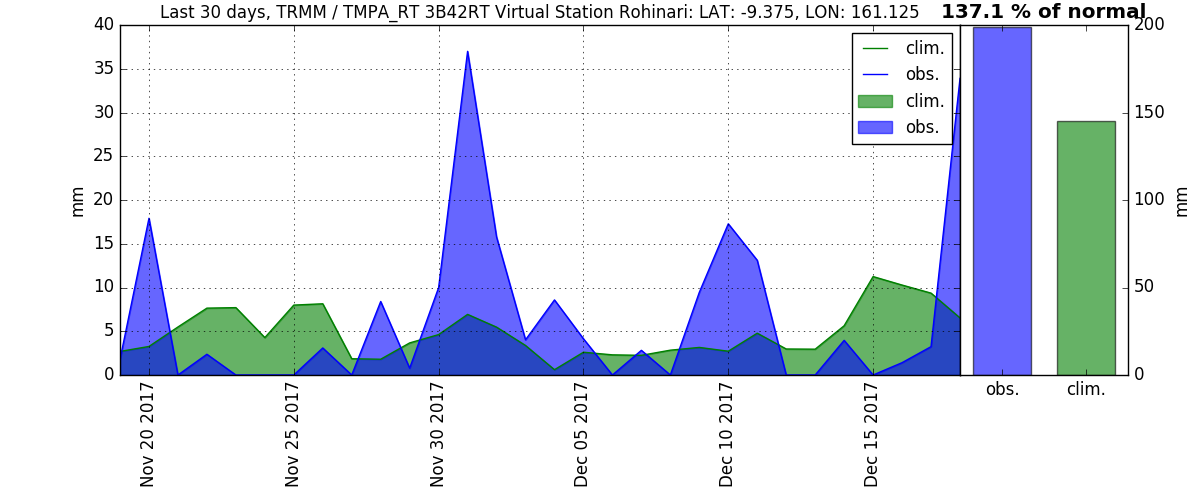 Last 30 days, TRMM / TMPA_RT 3B42RT Virtual Station Rohinari: LAT: -9.375, LON: 161.125
137.1 % of normal
clim.
obs.
clim.
obs.
mm
40
35
30
25
20
15
10
5
0
Nov 20 2017
Nov 25 2017
Nov 30 2017
Dec 05 2017
Dec 10 2017
Dec 15 2017
200
150
100
50
0
mm
obs.
clim.